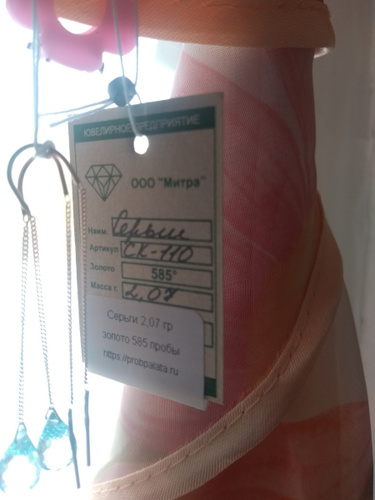 ЮВЕЛИРНОЕ ПРЕДПРИЯТИЕ
ООО "Митра"
Наим. Серьги
Артикул СК-110
Золото 585°
Масса г. 2,07
Серьги 2,07 гр
золото 585 пробы
https://probpalata.ru